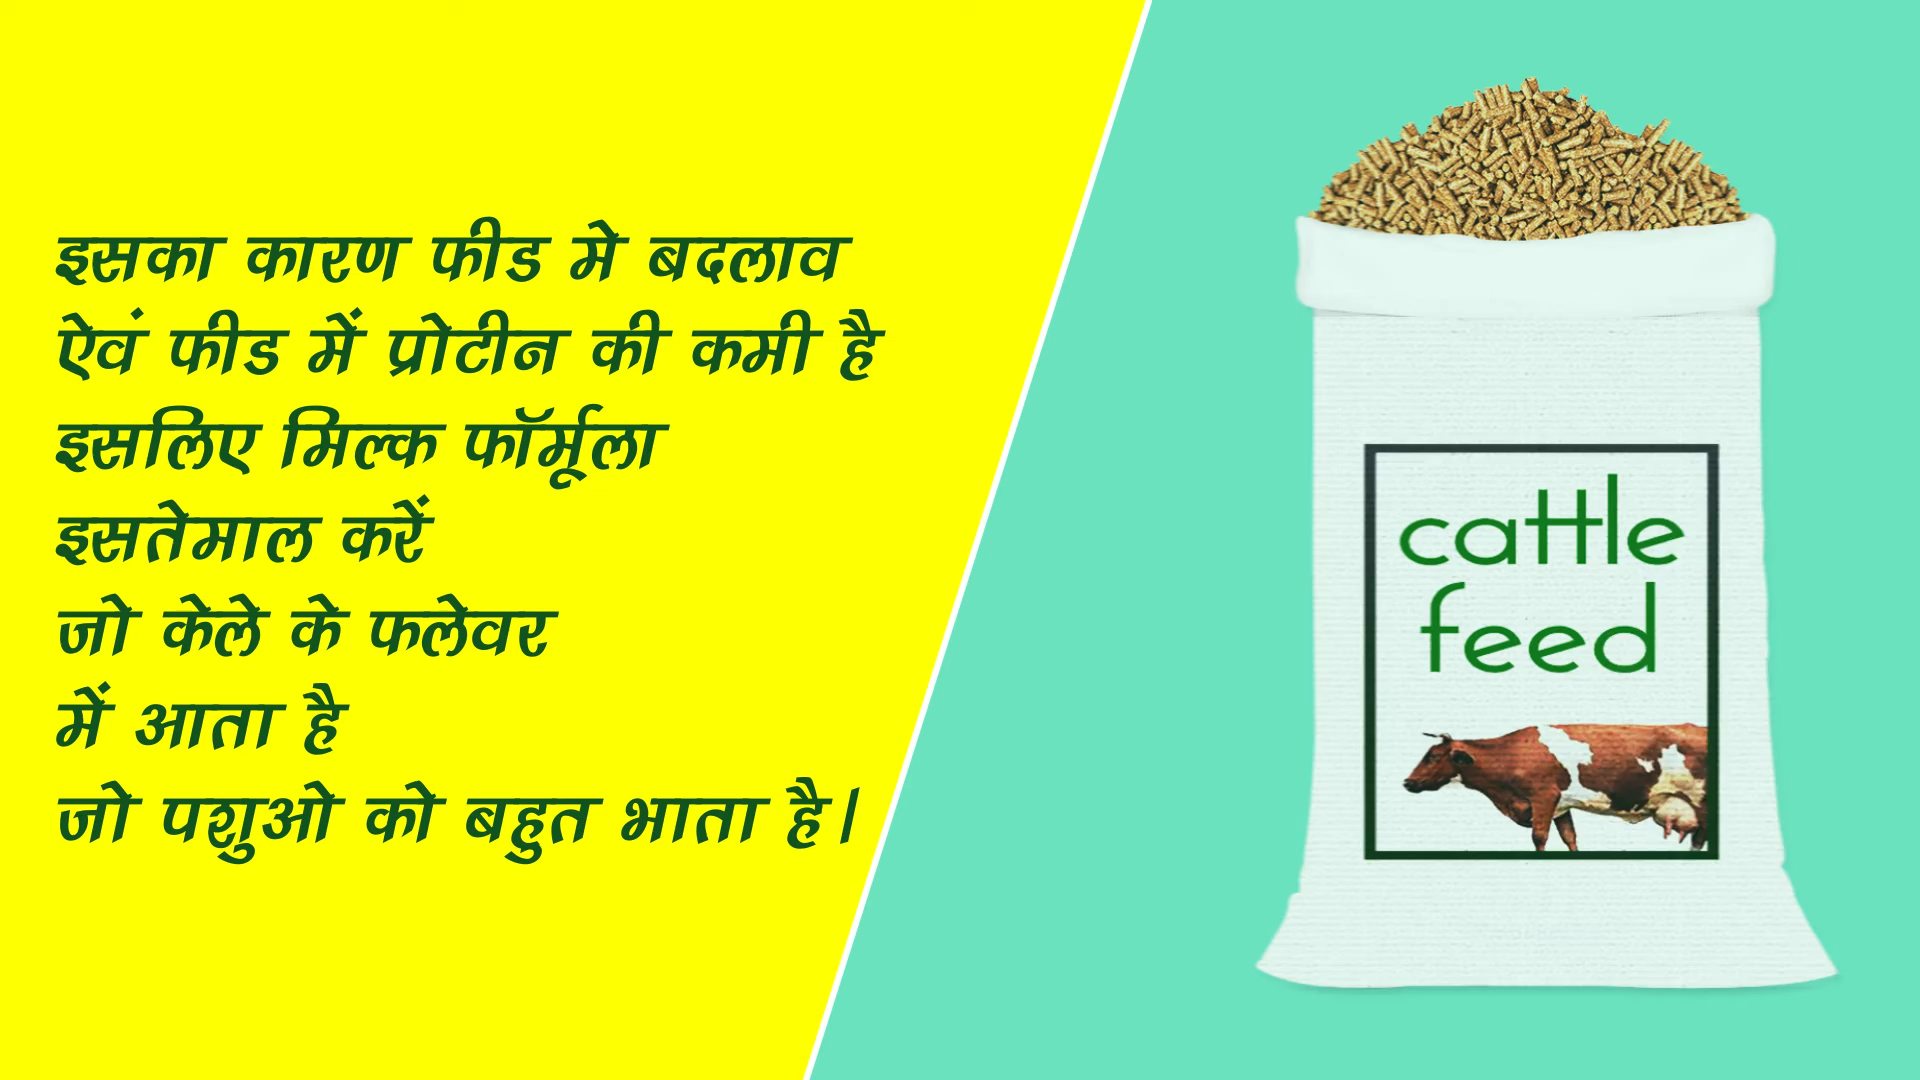 इसका कारण फीड मे बदलाव
ऐवं फीड में प्रोटीन की कमी है
इसलिए मिल्क फॉर्मूला
इसतेमाल करें
जो केले के फलेवर
में आता है
जो पशुओ को बहुत भाता है।
cattle
feed